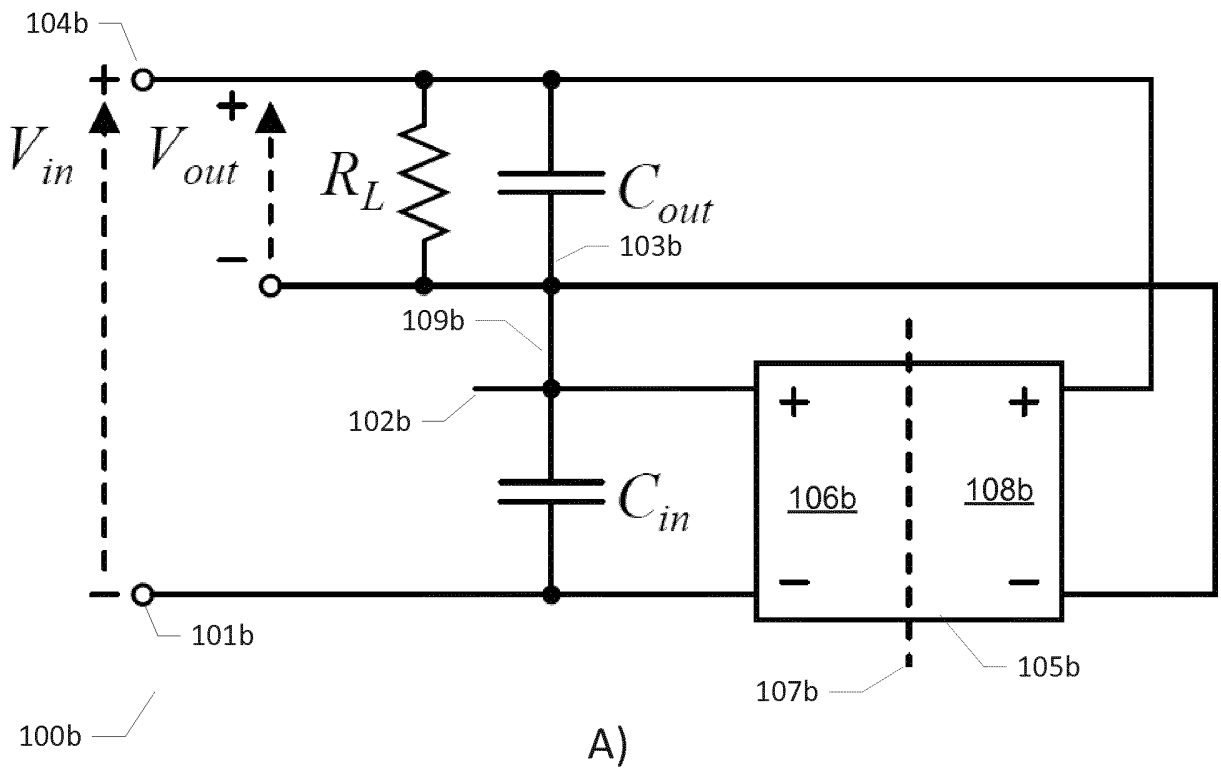 104b
+
+
V_in
V_out
R_L
C_out
−
103b
109b
102b
+
+
C_in
106b
108b
−
−
−
101b
107b
105b
100b
A)